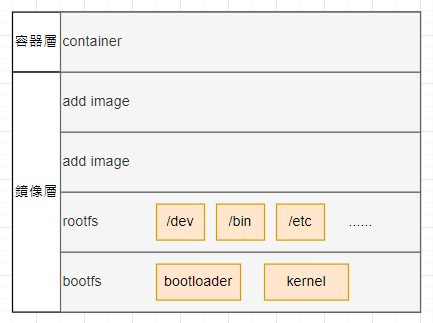 容器層 container
add image
add image
鏡像層
rootfs /dev /bin /etc ......
bootfs bootloader kernel